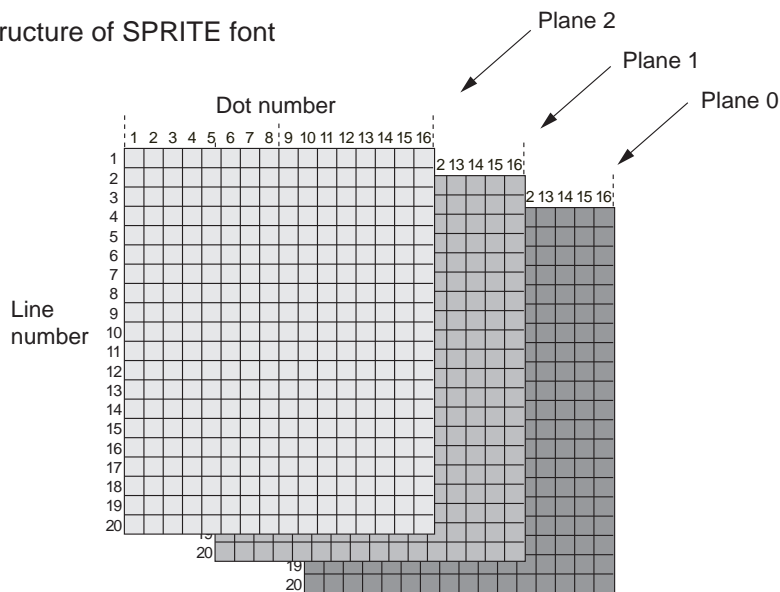 ructure of SPRITE font
Plane 2
Plane 1
Plane 0
Dot number
1 2 3 4 5 6 7 8 9 10 11 12 13 14 15 16
2 13 14 15 16
2 13 14 15 16
Line
number
1
2
3
4
5
6
7
8
9
10
11
12
13
14
15
16
17
18
19
20
19
20
19
20